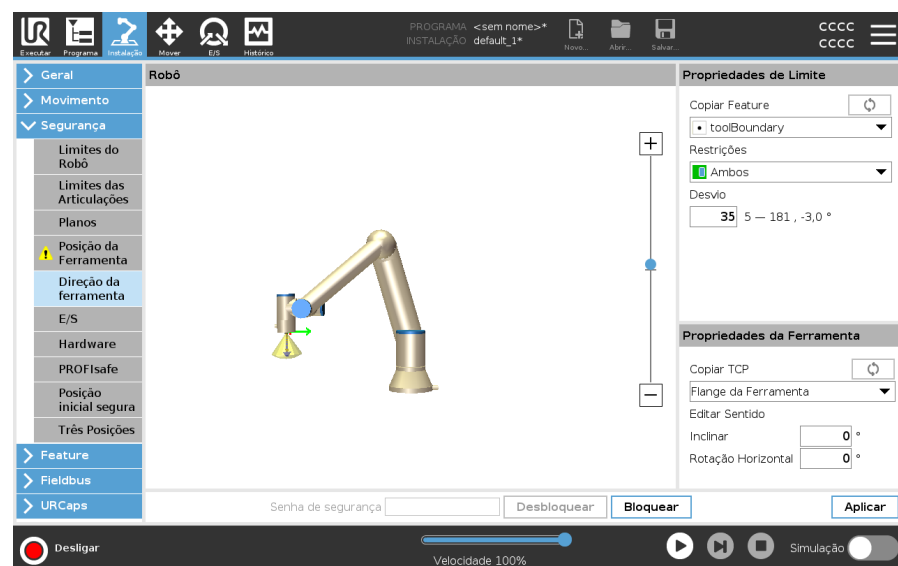 PROGRAMA <sem nome>*
INSTALAÇÃO default_1*
CCCC
CCCC
Executar
Programa
Instalação
Mover
E/S
Histórico
Novo...
Abrir...
Salvar...
Geral
Movimento
Segurança
Limites do
Robô
Limites das
Articulações
Planos
Posição da
Ferramenta
Direção da
ferramenta
E/S
Hardware
PROFIsafe
Posição
inicial segura
Três Posições
Feature
Fieldbus
URCaps
Robô
Propriedades de Limite
Copiar Feature
toolBoundary
Restrições
Ambos
Desvio
35 5 — 181 , -3,0 °
Propriedades da Ferramenta
Copiar TCP
Flange da Ferramenta
Editar Sentido
Inclinar 0 °
Rotação Horizontal 0 °
Senha de segurança Desbloquear Bloquear Aplicar
Desligar
Velocidade 100%
Simulação